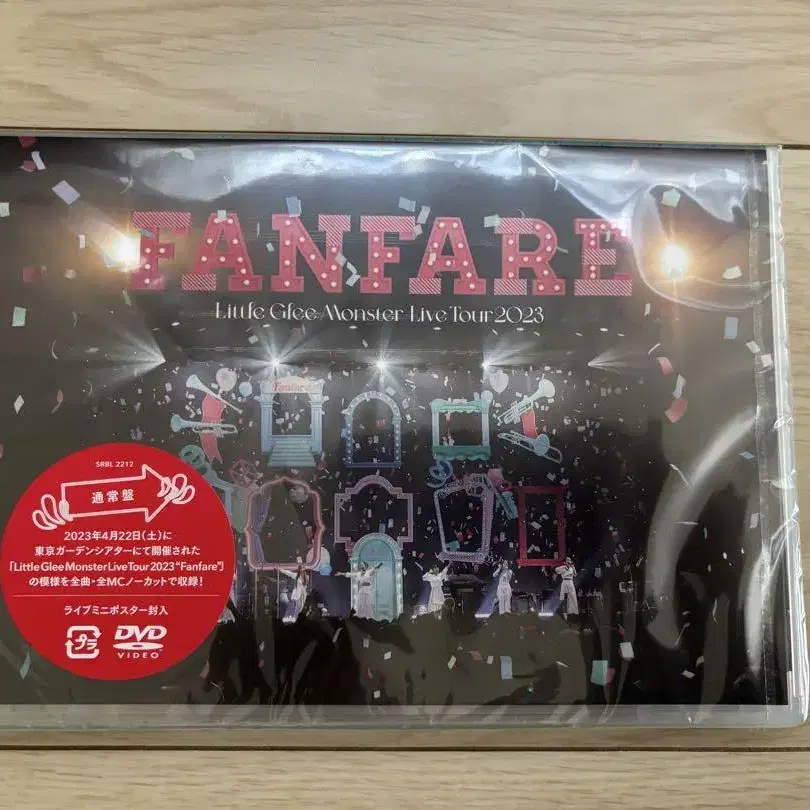 FANFARE
Little Glee Monster Live Tour 2023
Fanfare
SRBL 2212
通常盤
2023年4月22日(土)に
東京ガーデンシアターにて開催された
「Little Glee Monster Live Tour 2023 “Fanfare”」
の模様を全曲・全MCノーカットで収録!
ライブミニポスター封入
プラ
DVD
VIDEO